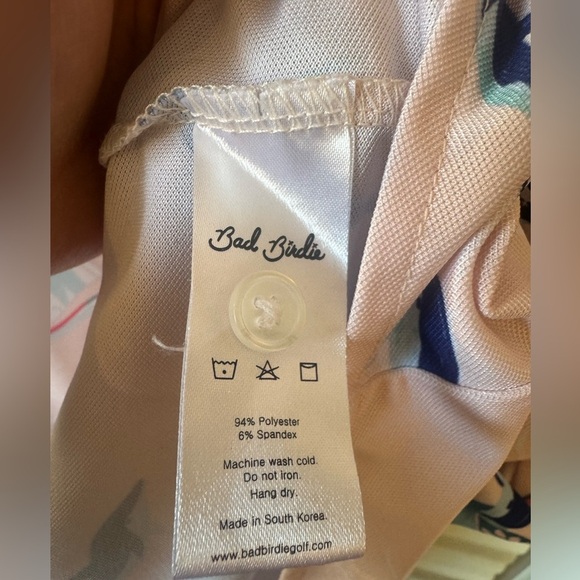 Bad Birdie
94% Polyester
6% Spandex
Machine wash cold.
Do not iron.
Hang dry.
Made in South Korea.
www.badbirdiegolf.com